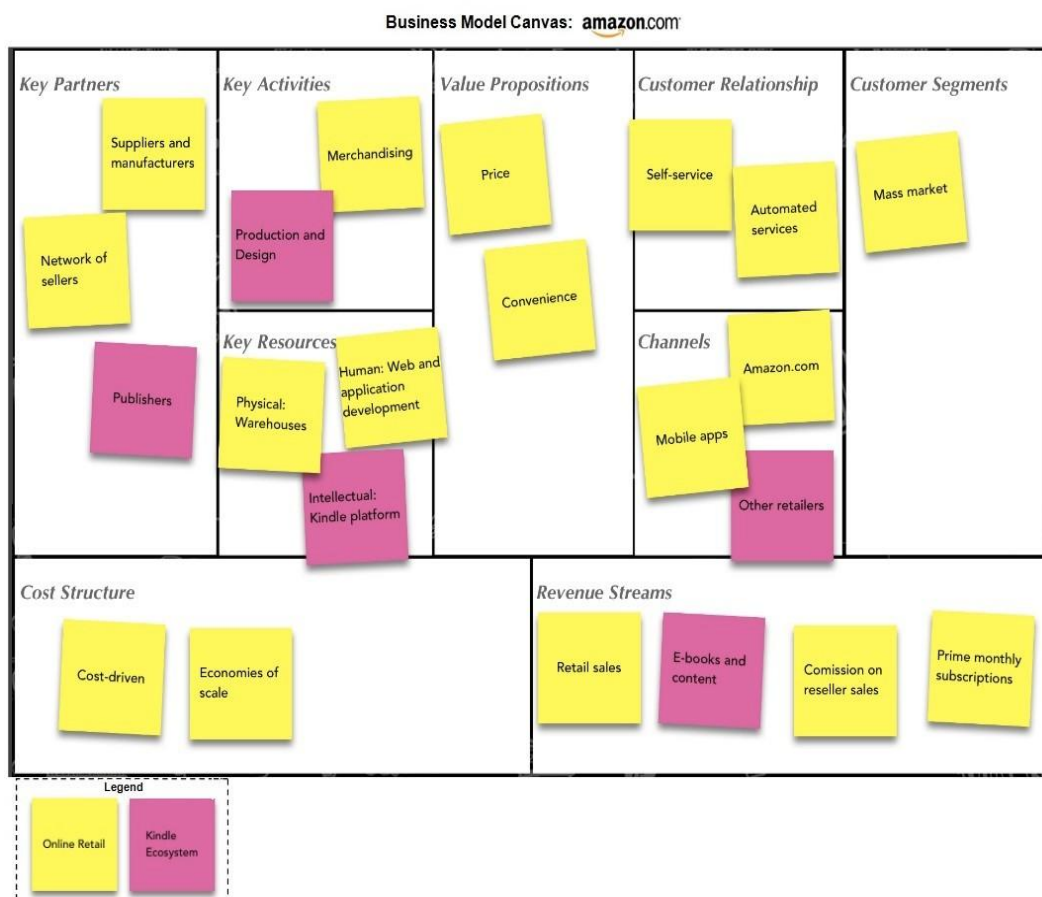 Business Model Canvas: amazon.com
Key Partners
Suppliers and
manufacturers
Network of
sellers
Publishers
Key Activities
Merchandising
Production and
Design
Key Resources
Physical:
Warehouses
Human: Web and
application
development
Intellectual:
Kindle platform
Value Propositions
Price
Convenience
Customer Relationship
Self-service
Automated
services
Channels
Amazon.com
Mobile apps
Other retailers
Customer Segments
Mass market
Cost Structure
Cost-driven
Economies of
scale
Revenue Streams
Retail sales
E-books and
content
Comission on
reseller sales
Prime monthly
subscriptions
Legend
Online Retail
Kindle
Ecosystem